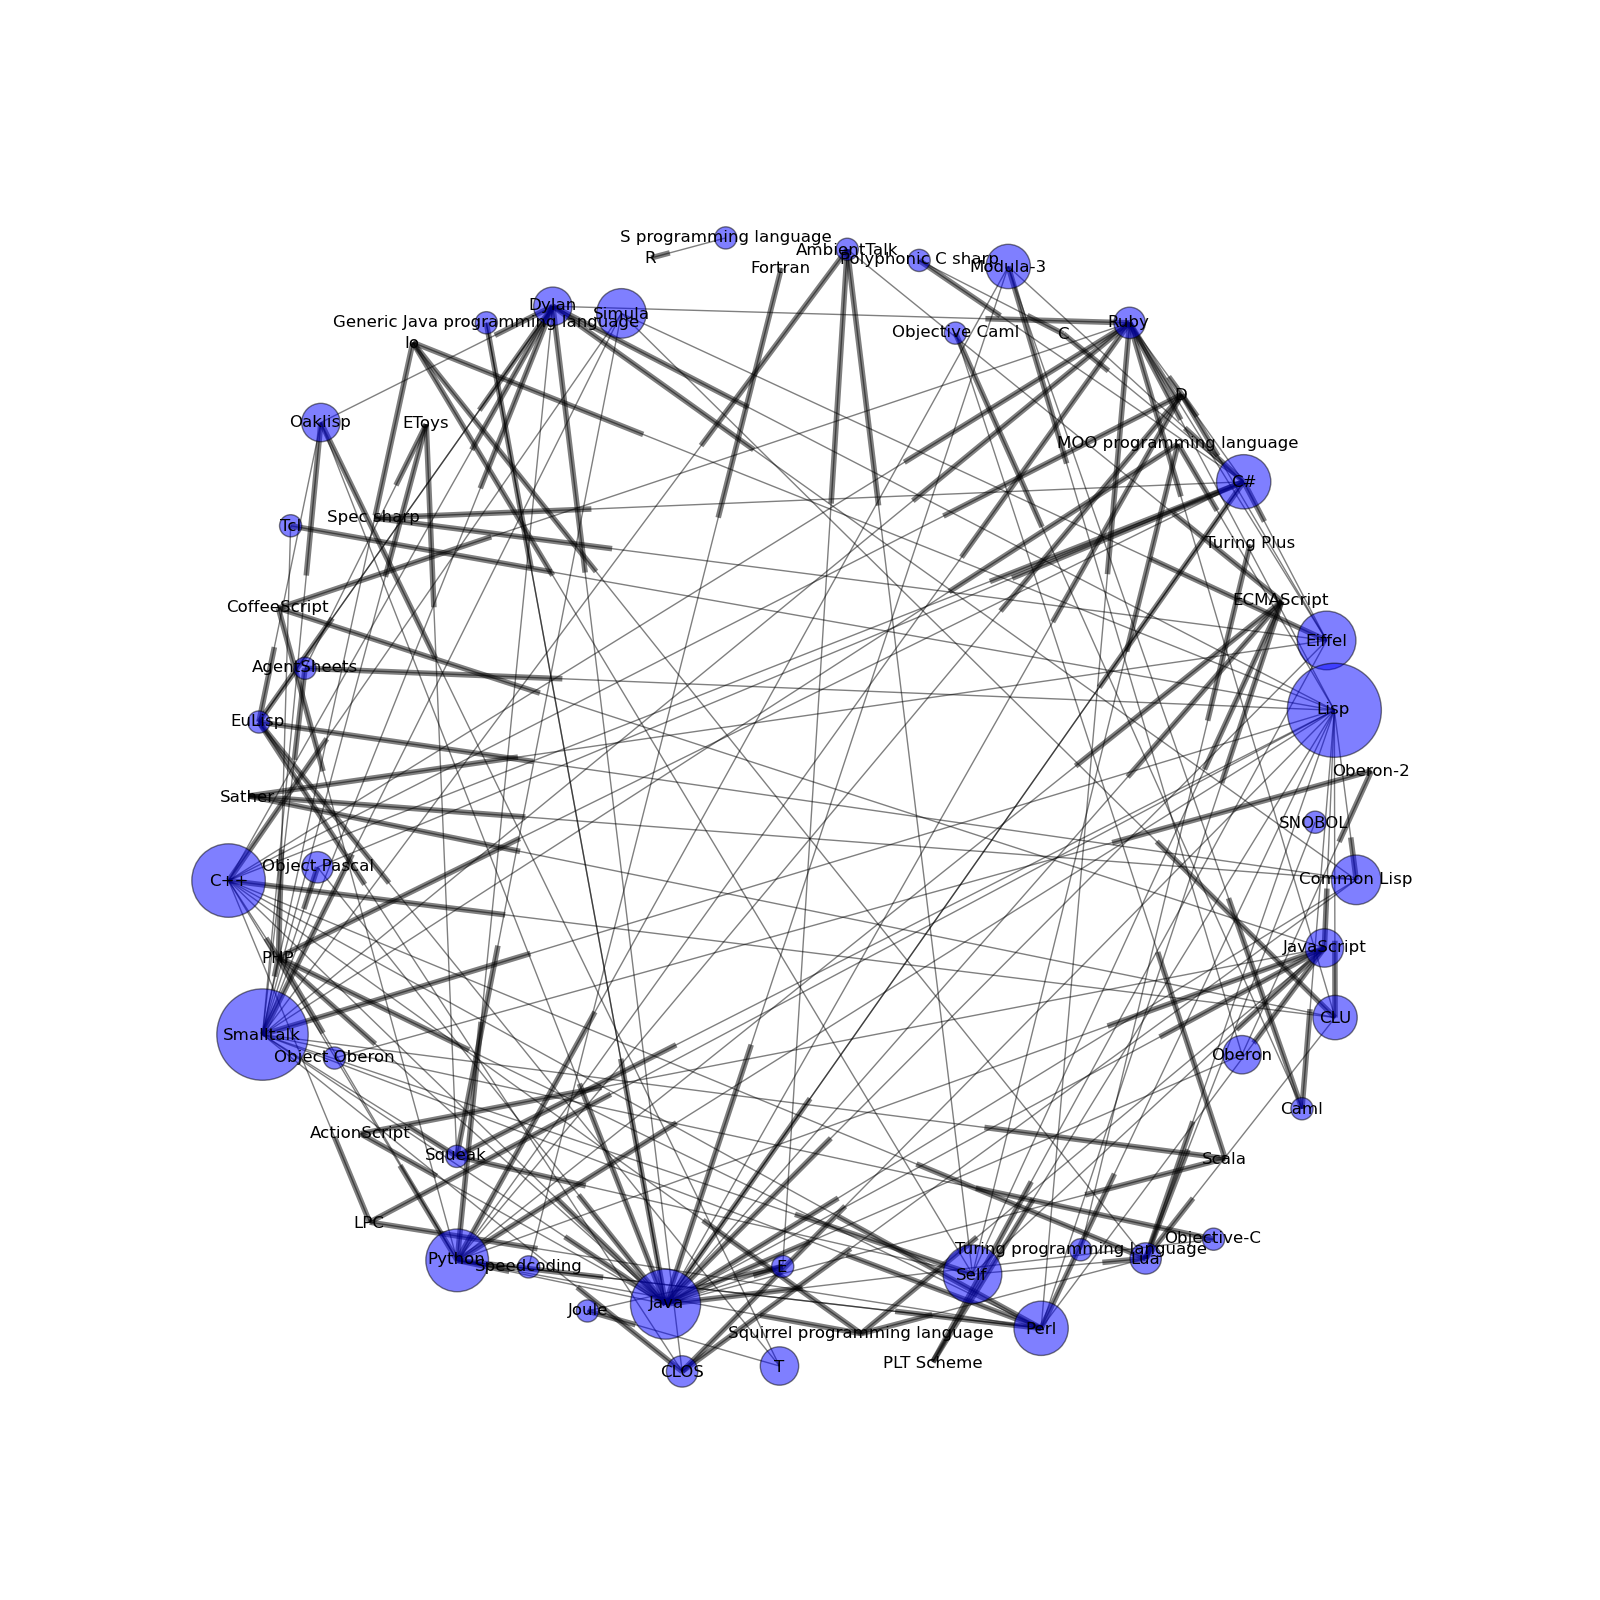 S programming language
R
AmbientTalk
Polyphonic C sharp
Fortran
Modula-3
Dylan
Simula
Generic Java programming language
Ruby
Objective Caml
C
Io
D
Oaklisp
EToys
MOO programming language
C#
Spec sharp
Tcl
Turing Plus
CoffeeScript
ECMAScript
Eiffel
AgentSheets
Lisp
EuLisp
Oberon-2
Sather
SNOBOL
Object Pascal
C++
Common Lisp
JavaScript
PHP
CLU
Smalltalk
Object Oberon
Oberon
Caml
ActionScript
Squeak
Scala
LPC
Objective-C
Turing programming language
Python
Speedcoding
E
Lua
Self
Java
Joule
Perl
Squirrel programming language
PLT Scheme
T
CLOS